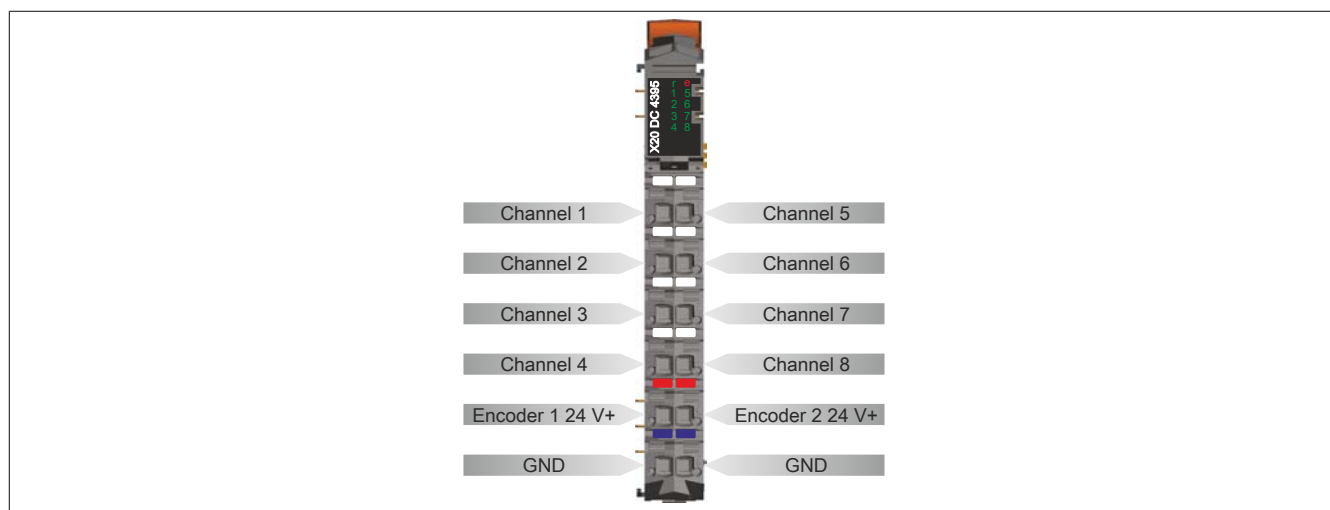 X20 DC 4395
r e
1 5
2 6
3 7
4 8
Channel 1 Channel 5
Channel 2 Channel 6
Channel 3 Channel 7
Channel 4 Channel 8
Encoder 1 24 V+ Encoder 2 24 V+
GND GND